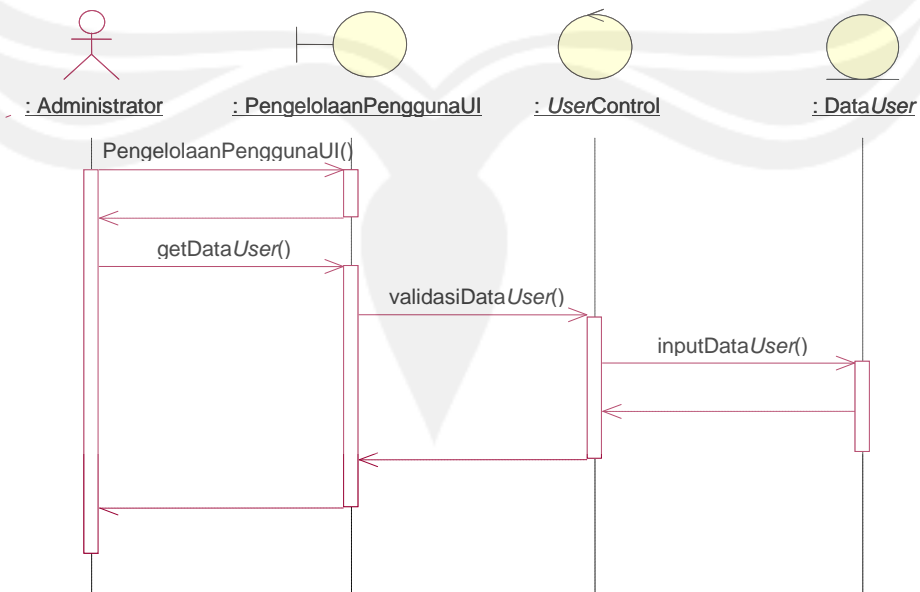 : Administrator : PengelolaanPenggunaUI : UserControl : DataUser
PengelolaanPenggunaUI()
getDataUser()
validasiDataUser()
inputDataUser()